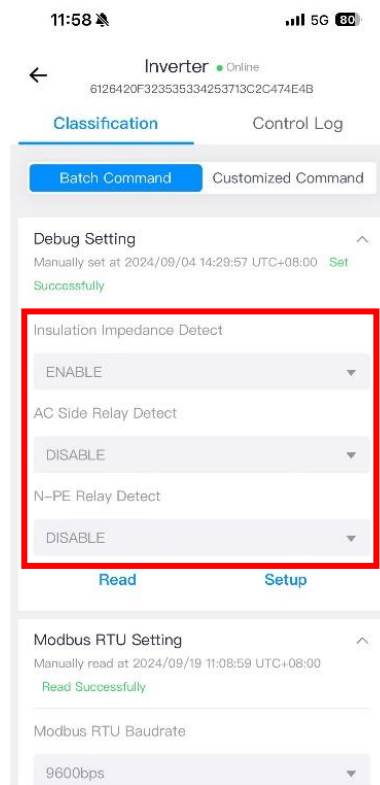 11:58
5G 80
Inverter Online
6126420F323535334253713C2C474E4B
Classification Control Log
Batch Command Customized Command
Debug Setting
Manually set at 2024/09/04 14:29:57 UTC+08:00 Set
Successfully
Insulation Impedance Detect
ENABLE
AC Side Relay Detect
DISABLE
N-PE Relay Detect
DISABLE
Read Setup
Modbus RTU Setting
Manually read at 2024/09/19 11:08:59 UTC+08:00
Read Successfully
Modbus RTU Baudrate
9600bps